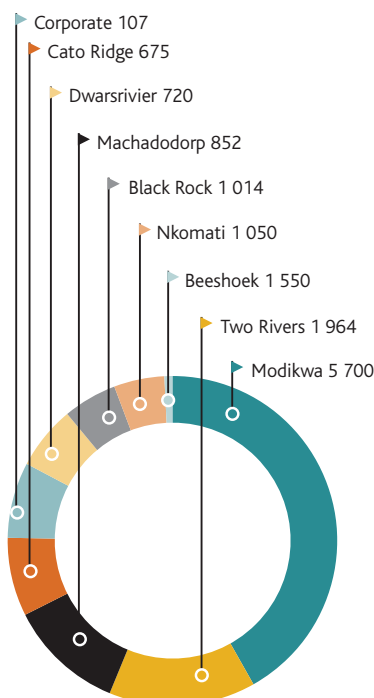 Corporate 107
Cato Ridge 675
Dwarsrivier 720
Machadodorp 852
Black Rock 1 014
Nkomati 1 050
Beeshoek 1 550
Two Rivers 1 964
Modikwa 5 700